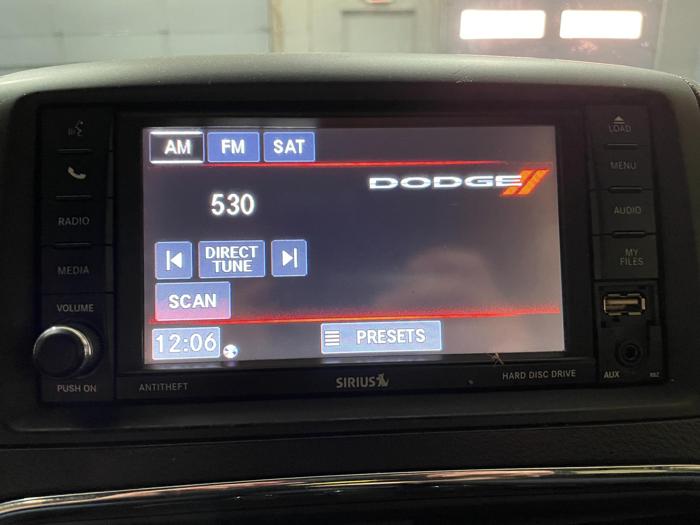 AM FM SAT
LOAD
DODGE
MENU
530
RADIO
AUDIO
DIRECT
TUNE
MY
FILES
MEDIA
SCAN
VOLUME
12:06
PRESETS
PUSH ON
ANTITHEFT
SIRIUS
HARD DISC DRIVE
AUX
RBZ